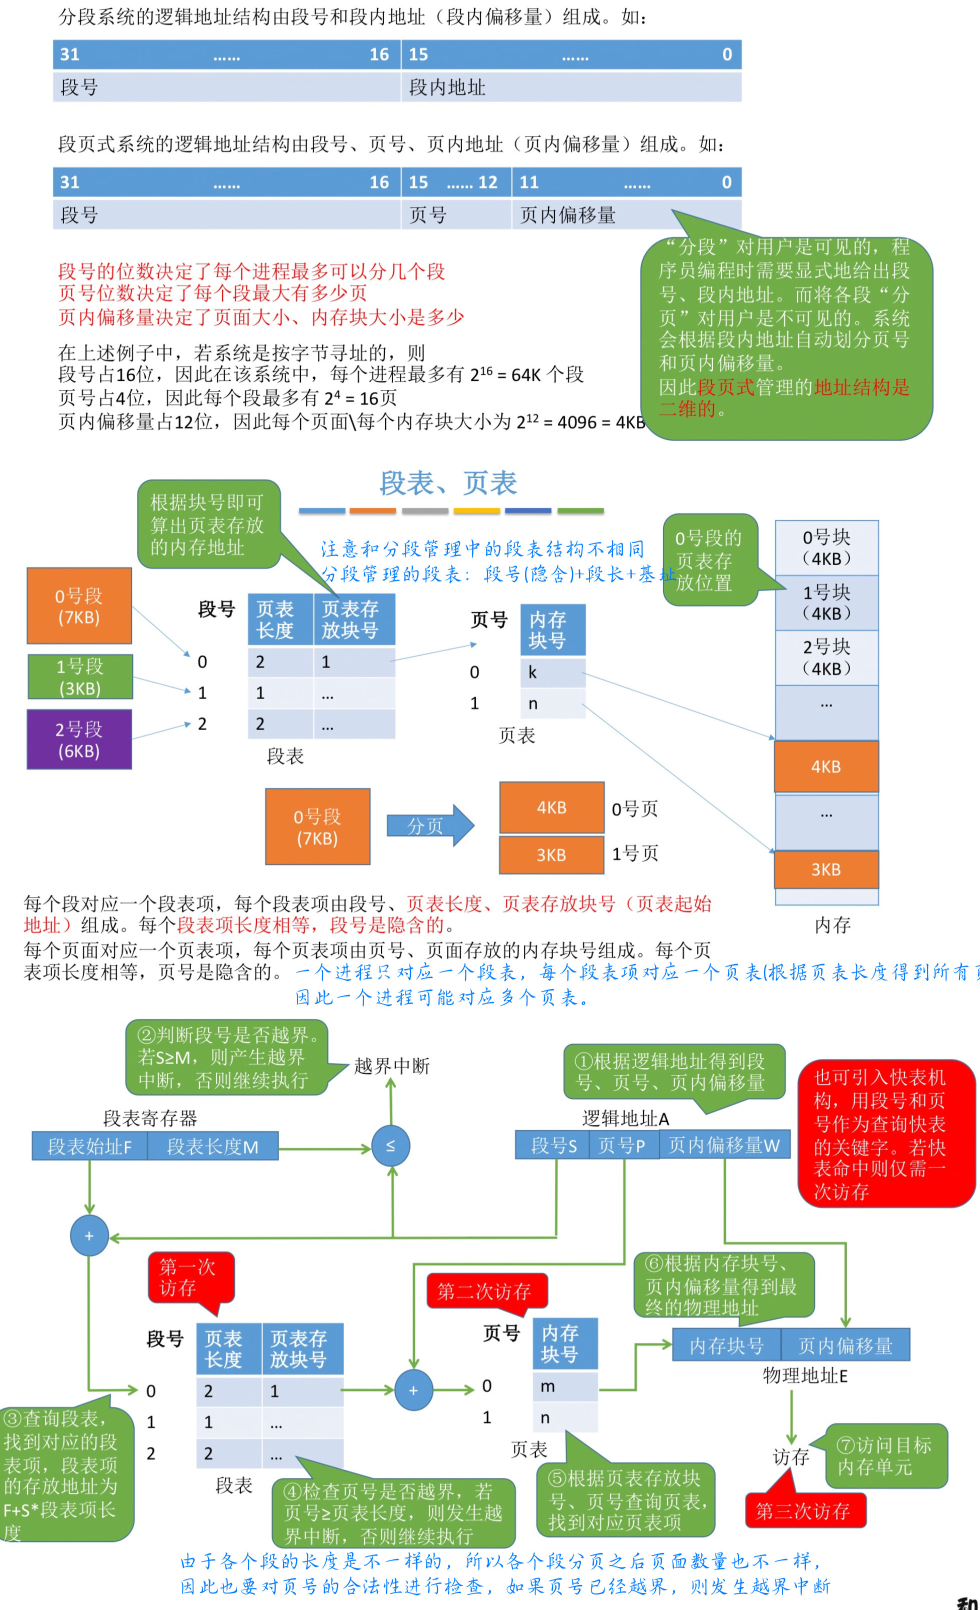 分段系统的逻辑地址结构由段号和段内地址（段内偏移量）组成。如：
31 …… 16 15 …… 0
段号 段内地址
段页式系统的逻辑地址结构由段号、页号、页内地址（页内偏移量）组成。如：
31 …… 16 15 …… 12 11 …… 0
段号 页号 页内偏移量
“分段”对用户是可见的，程
序员编程时需要显式地给出段
号、段内地址。而将各段“分
页”对用户是不可见的。系统
会根据段内地址自动划分页号
和页内偏移量。
因此段页式管理的地址结构是
二维的。
段号的位数决定了每个进程最多可以分几个段
页号位数决定了每个段最大有多少页
页内偏移量决定了页面大小、内存块大小是多少
在上述例子中，若系统是按字节寻址的，则
段号占16位，因此在该系统中，每个进程最多有 2¹⁶ = 64K 个段
页号占4位，因此每个段最多有 2⁴ = 16页
页内偏移量占12位，因此每个页面\每个内存块大小为 2¹² = 4096 = 4KB
段表、页表
根据块号即可
算出页表存放
的内存地址
注意和分段管理中的段表结构不相同
分段管理的段表：段号(隐含)+段长+基址
0号段的
页表存
放位置
0号块
（4KB）
1号块
(4KB)
2号块
（4KB）
...
4KB
...
3KB
内存
0号段
(7KB)
1号段
(3KB)
2号段
(6KB)
段号 页表
长度 页表存
放块号
0 2 1
1 1 ...
2 2 ...
段表
页号 内存
块号
0 k
1 n
页表
0号段
(7KB)
分页
4KB 0号页
3KB 1号页
每个段对应一个段表项，每个段表项由段号、页表长度、页表存放块号（页表起始
地址）组成。每个段表项长度相等，段号是隐含的。
每个页面对应一个页表项，每个页表项由页号、页面存放的内存块号组成。每个页
表项长度相等，页号是隐含的。 一个进程只对应一个段表，每个段表项对应一个页表(根据页表长度得到所有
因此一个进程可能对应多个页表。
②判断段号是否越界。
若S≥M，则产生越界
中断，否则继续执行
越界中断
①根据逻辑地址得到段
号、页号、页内偏移量
也可引入快表机
构，用段号和页
号作为查询快表
的关键字。若快
表命中则仅需一
次访存
段表寄存器
段表始址F 段表长度M
≤
逻辑地址A
段号S 页号P 页内偏移量W
+
第一次
访存
第二次访存
⑥根据内存块号、
页内偏移量得到最
终的物理地址
段号 页表
长度 页表存
放块号
0 2 1
1 1 ...
2 2 ...
段表
+
页号 内存
块号
0 m
1 n
页表
内存块号 页内偏移量
物理地址E
③查询段表，
找到对应的段
表项，段表项
的存放地址为
F+S*段表项长
度
④检查页号是否越界，若
页号≥页表长度，则发生越
界中断，否则继续执行
⑤根据页表存放块
号、页号查询页表，
找到对应页表项
访存
⑦访问目标
内存单元
第三次访存
由于各个段的长度是不一样的，所以各个段分页之后页面数量也不一样，
因此也要对页号的合法性进行检查，如果页号已经越界，则发生越界中断